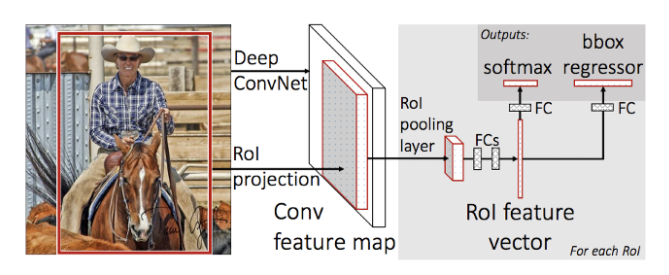 Deep
ConvNet
RoI
projection
Conv
feature map
RoI
pooling
layer
FCs
Outputs:
softmax
bbox
regressor
FC
FC
RoI feature
vector
For each RoI